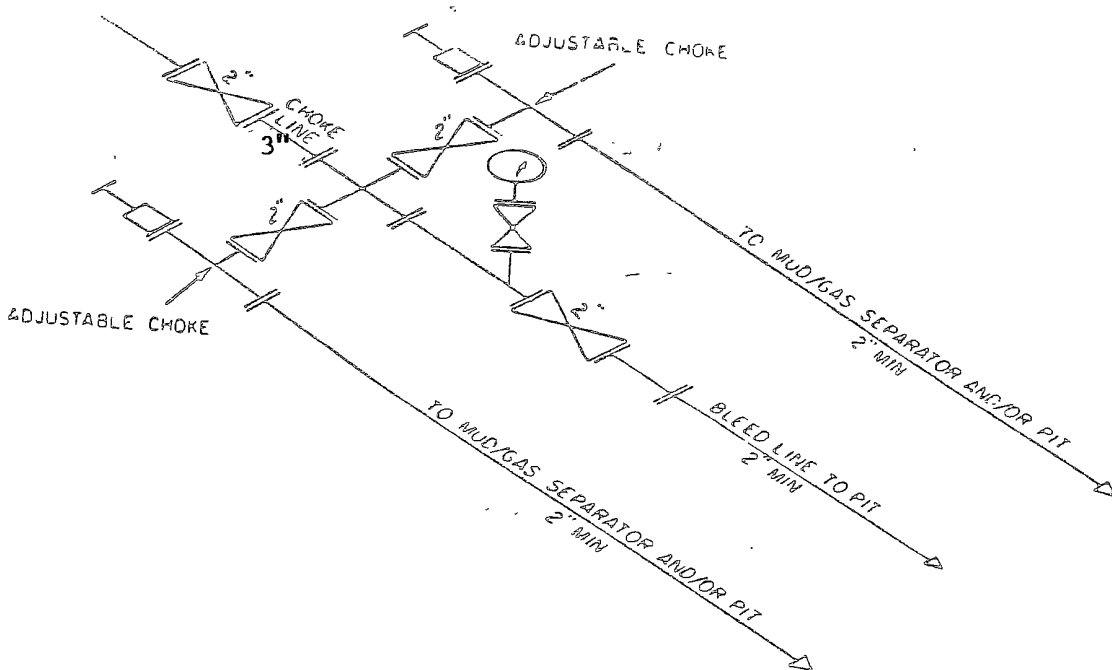 ADJUSTABLE CHOKE
2"
CHOKE
LINE
3"
2"
2"
ADJUSTABLE CHOKE
2"
TO MUD/GAS SEPARATOR AND/OR PIT
2" MIN
BLEED LINE TO PIT
2" MIN
TO MUD/GAS SEPARATOR AND/OR PIT
2" MIN